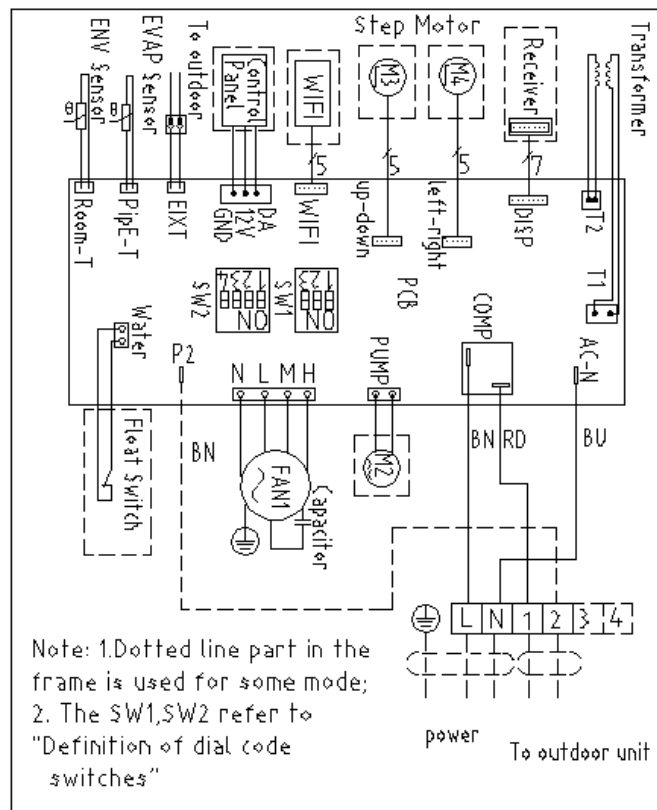 Step Motor
ENV Sensor
EVAP Sensor
To outdoor
Control
Panel
WIFI
M3
M4
Receiver
Transformer
5
5
5
7
Room-T
PipE-T
EIXT
GND
12V
DA
WIFI
up-down
left-right
DISP
T2
T1
1234
ON
SW2
123
ON
SW1
PCB
COMP
AC-N
Water
P2
N L M H
PUMP
Float Switch
BN
FAN1
Capacitor
M2
BN
RD
BU
L N 1 2 3 4
power
To outdoor unit
Note: 1.Dotted line part in the
frame is used for some mode;
2. The SW1,SW2 refer to
"Definition of dial code
switches"